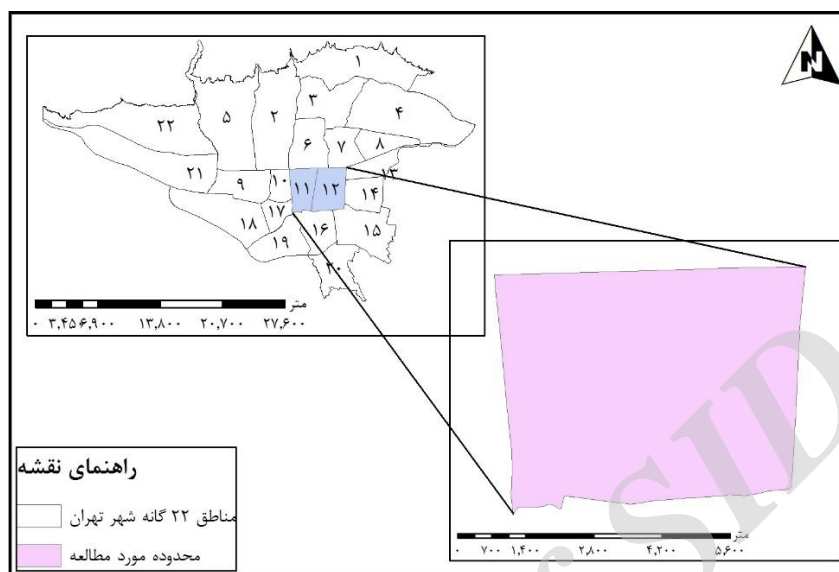 N
۱
۲
۳
۴
۵
۶
۷
۸
۲۲
۲۱
۹
۱۰
۱۱
۱۲
۱۳
۱۴
۱۵
۱۶
۱۷
۱۸
۱۹
۲۰
متر
۰ ۳,۴۵۶,۹۰۰ ۱۳,۸۰۰ ۲۰,۷۰۰ ۲۷,۶۰۰
راهنمای نقشه
مناطق ۲۲ گانه شهر تهران
محدوده مورد مطالعه
متر
۰ ۷۰۰ ۱,۴۰۰ ۲,۸۰۰ ۴,۲۰۰ ۵,۶۰۰
SID